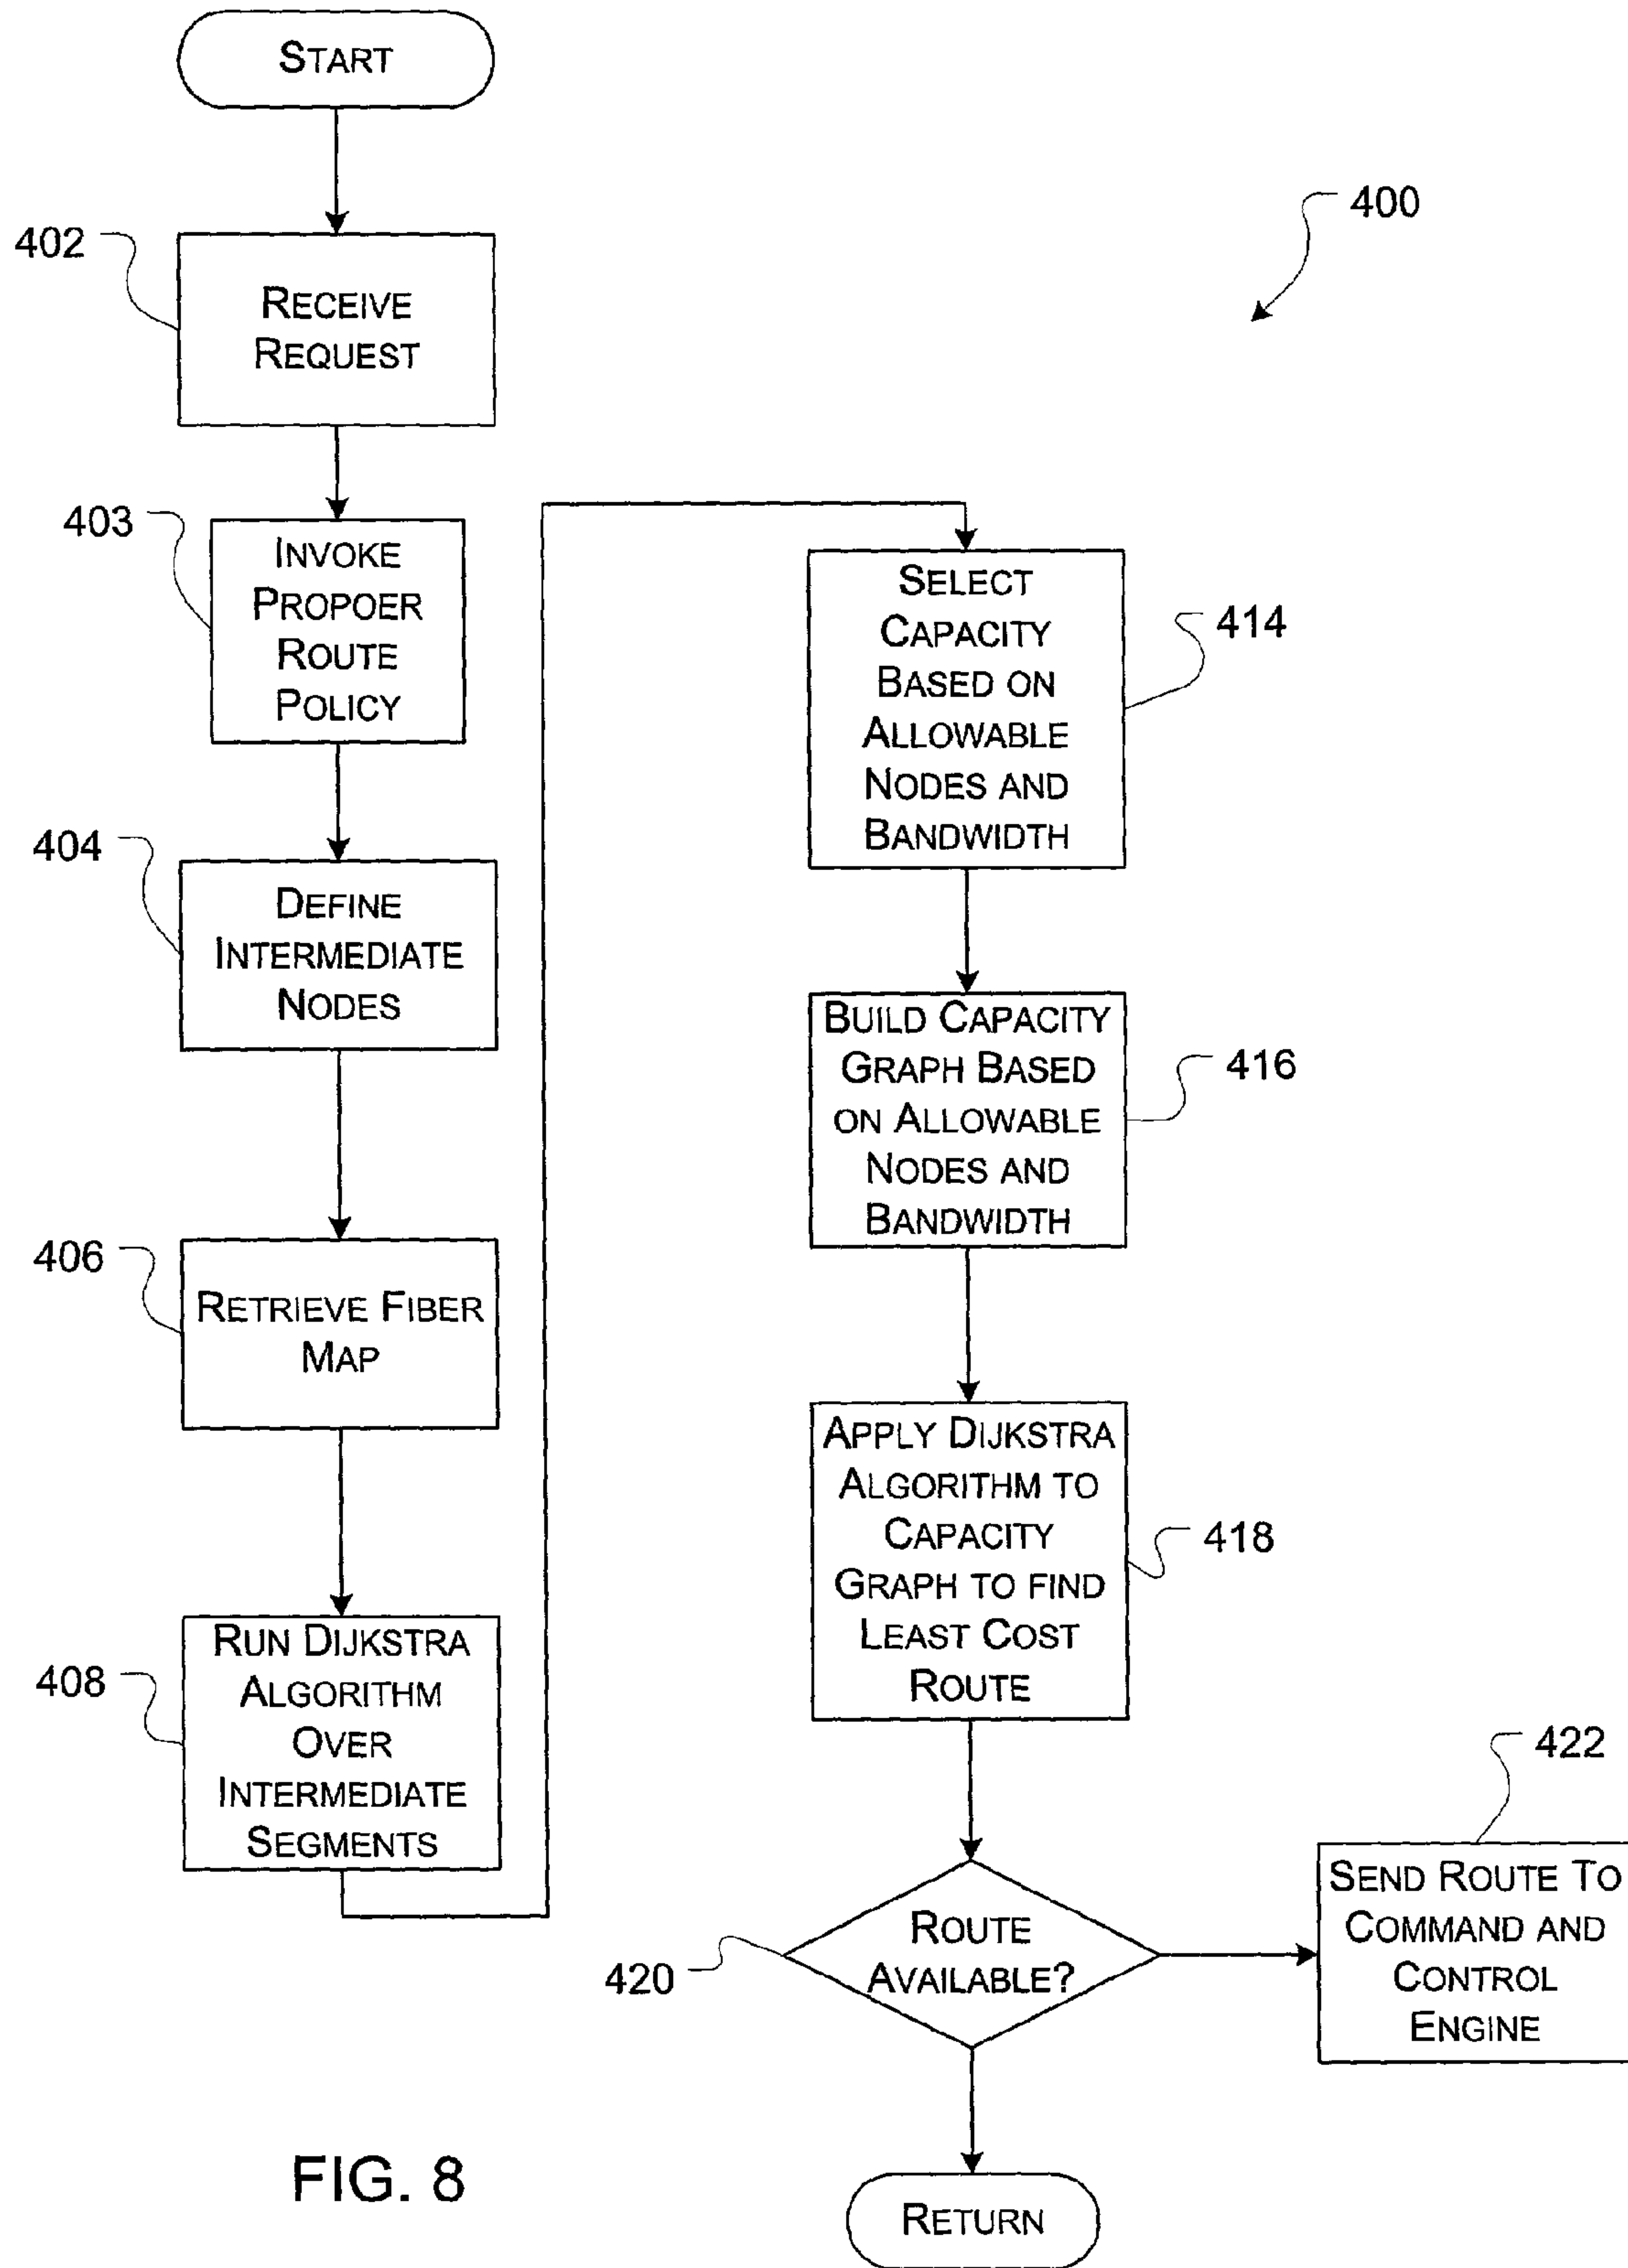 START
400
402
RECEIVE
REQUEST
403
INVOKE
PROPOER
ROUTE
POLICY
404
DEFINE
INTERMEDIATE
NODES
406
RETRIEVE FIBER
MAP
408
RUN DIJKSTRA
ALGORITHM
OVER
INTERMEDIATE
SEGMENTS
SELECT
CAPACITY
BASED ON
ALLOWABLE
NODES AND
BANDWIDTH
414
BUILD CAPACITY
GRAPH BASED
ON ALLOWABLE
NODES AND
BANDWIDTH
416
APPLY DIJKSTRA
ALGORITHM TO
CAPACITY
GRAPH TO FIND
LEAST COST
ROUTE
418
ROUTE
AVAILABLE?
420
422
SEND ROUTE TO
COMMAND AND
CONTROL
ENGINE
RETURN
FIG. 8